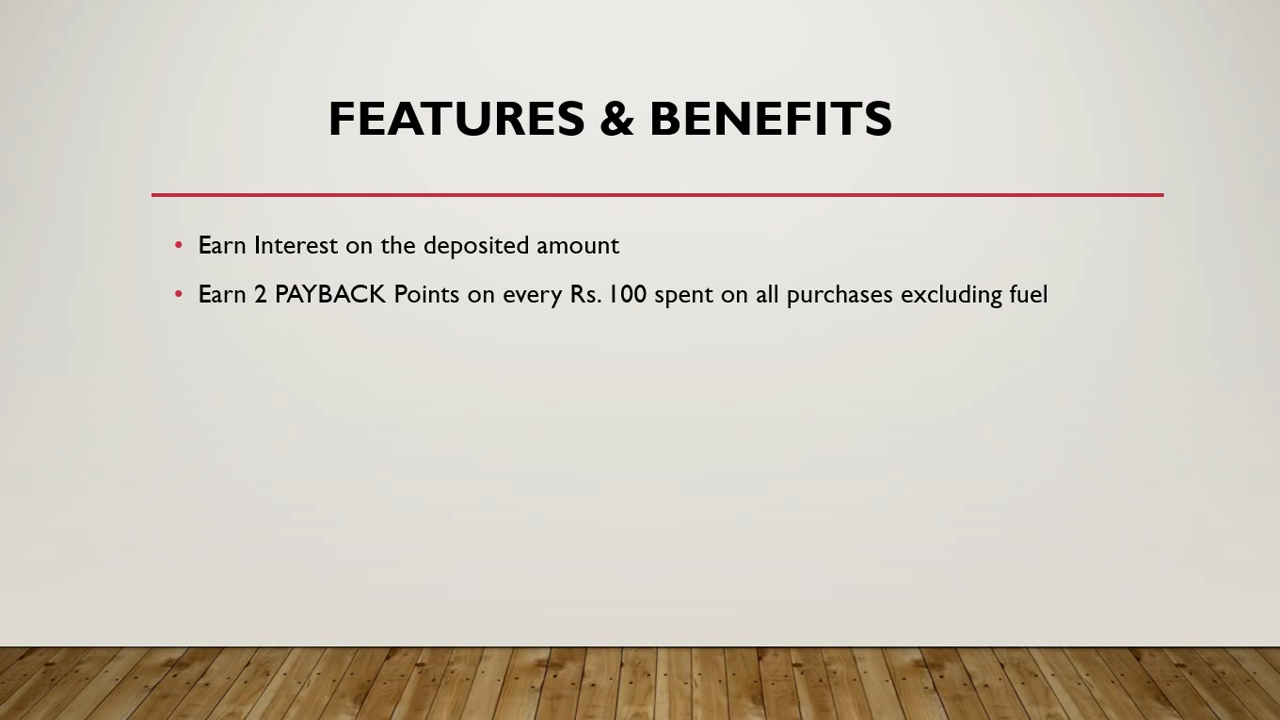 FEATURES & BENEFITS
• Earn Interest on the deposited amount
• Earn 2 PAYBACK Points on every Rs. 100 spent on all purchases excluding fuel